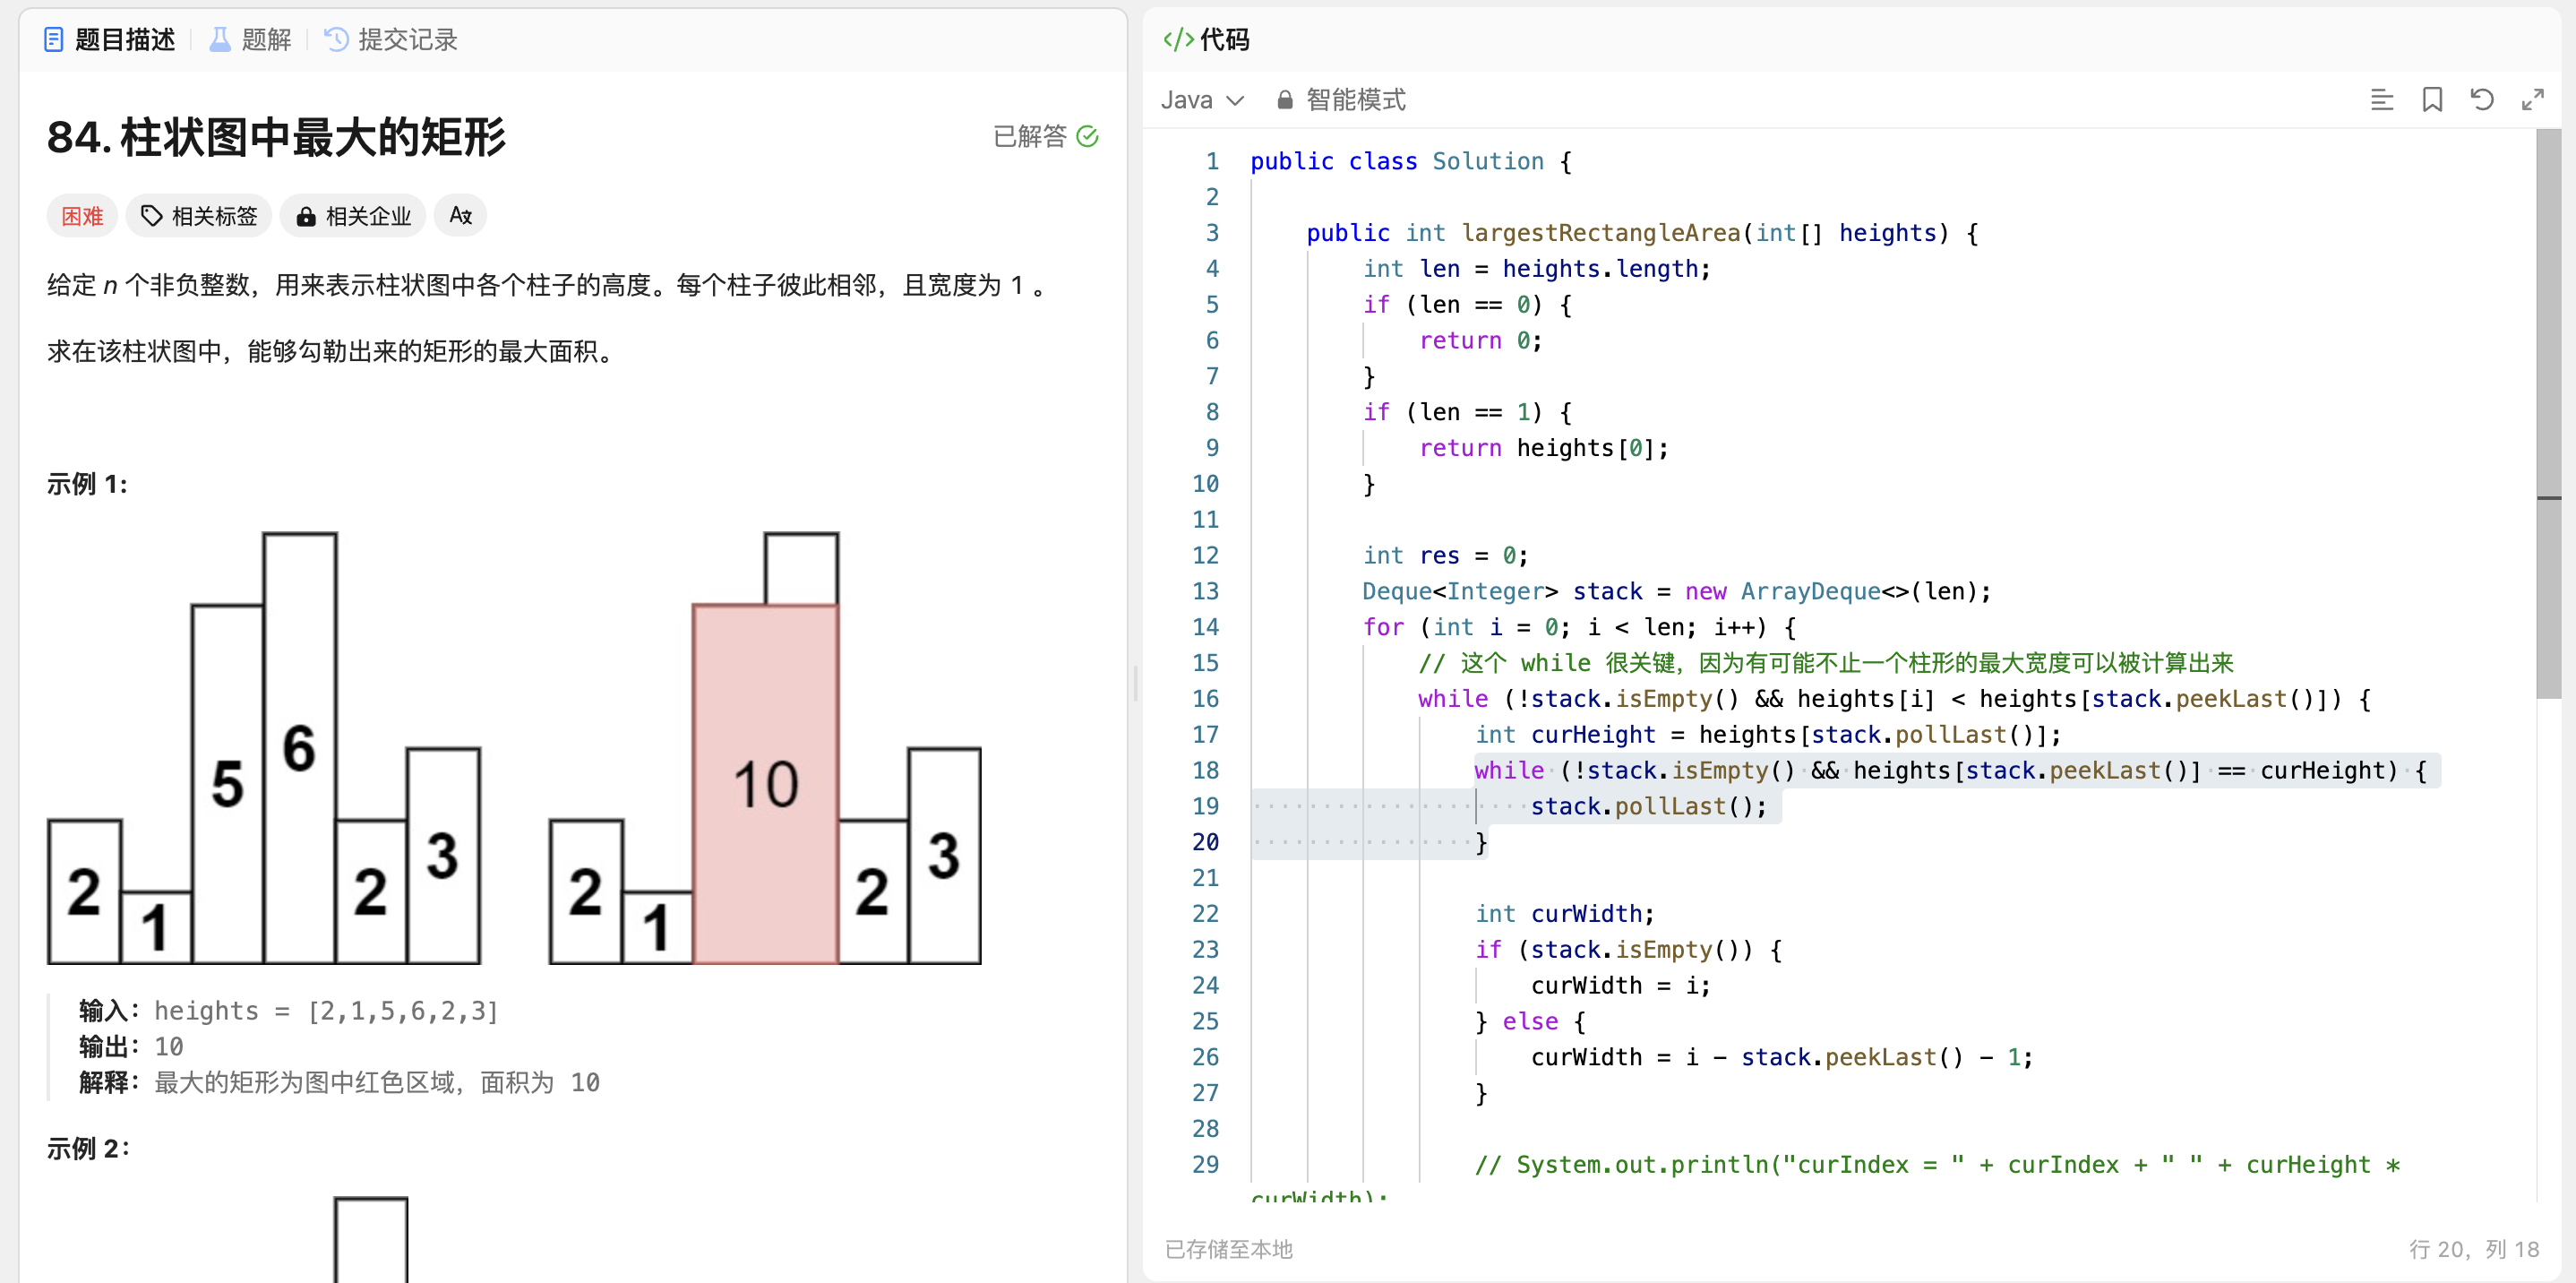 题目描述
题解
提交记录
84. 柱状图中最大的矩形
已解答
困难
相关标签
相关企业
给定 n 个非负整数，用来表示柱状图中各个柱子的高度。每个柱子彼此相邻，且宽度为 1 。
求在该柱状图中，能够勾勒出来的矩形的最大面积。
示例 1:
2
1
5
6
2
3
2
1
10
2
3
输入：heights = [2,1,5,6,2,3]
输出：10
解释：最大的矩形为图中红色区域，面积为 10
示例 2：
</>代码
Java
智能模式
1 public class Solution {
2
3 public int largestRectangleArea(int[] heights) {
4 int len = heights.length;
5 if (len == 0) {
6 return 0;
7 }
8 if (len == 1) {
9 return heights[0];
10 }
11
12 int res = 0;
13 Deque<Integer> stack = new ArrayDeque<>(len);
14 for (int i = 0; i < len; i++) {
15 // 这个 while 很关键，因为有可能不止一个柱形的最大宽度可以被计算出来
16 while (!stack.isEmpty() && heights[i] < heights[stack.peekLast()]) {
17 int curHeight = heights[stack.pollLast()];
18 while (!stack.isEmpty() && heights[stack.peekLast()] == curHeight) {
19 stack.pollLast();
20 }
21
22 int curWidth;
23 if (stack.isEmpty()) {
24 curWidth = i;
25 } else {
26 curWidth = i - stack.peekLast() - 1;
27 }
28
29 // System.out.println("curIndex = " + curIndex + " " + curHeight *
curWidth);
已存储至本地
行 20，列 18